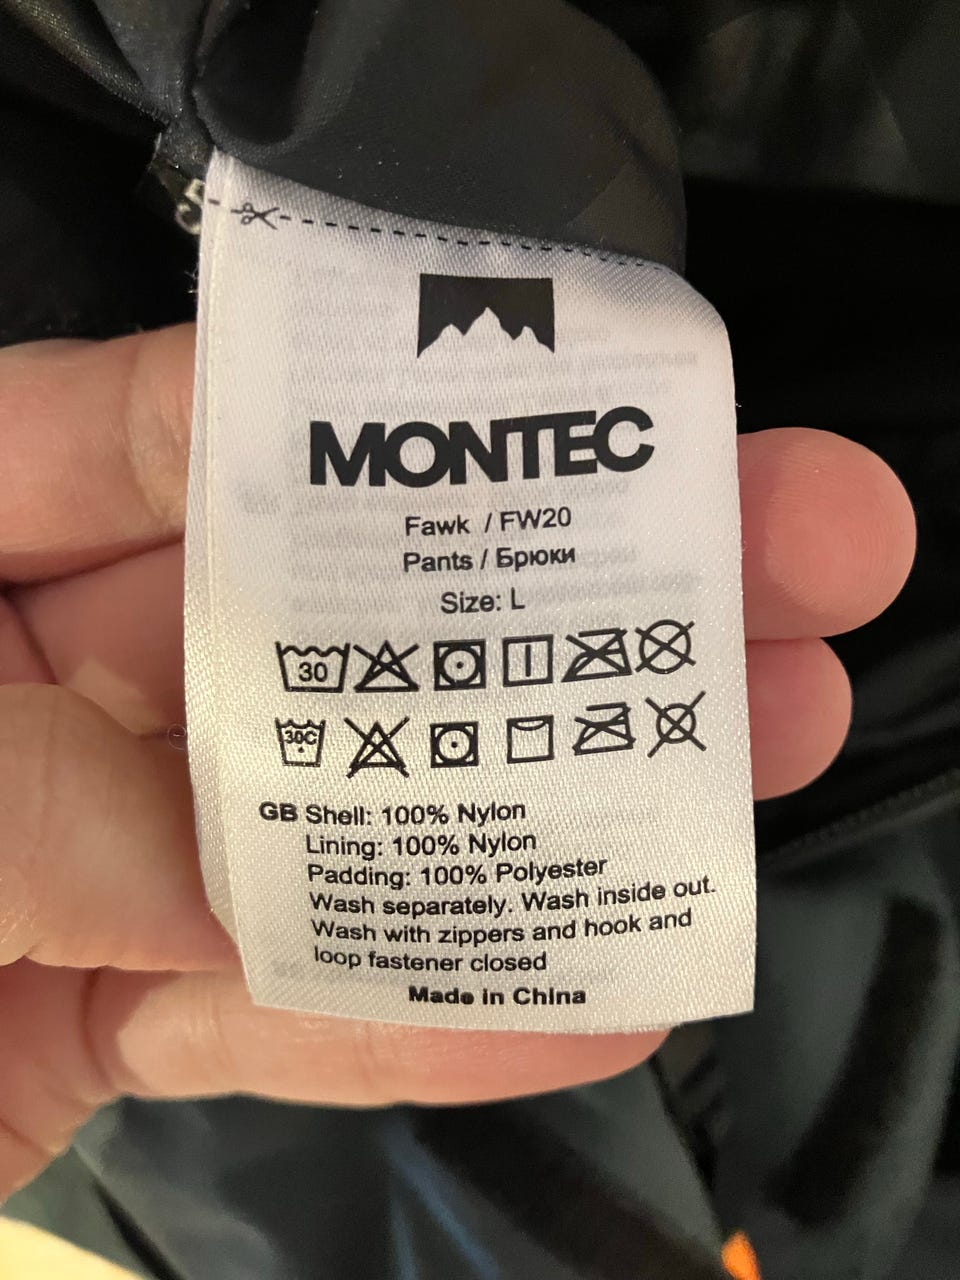 MONTEC
Fawk / FW20
Pants / Брюки
Size: L
30
30C
GB Shell: 100% Nylon
Lining: 100% Nylon
Padding: 100% Polyester
Wash separately. Wash inside out.
Wash with zippers and hook and
loop fastener closed
Made in China